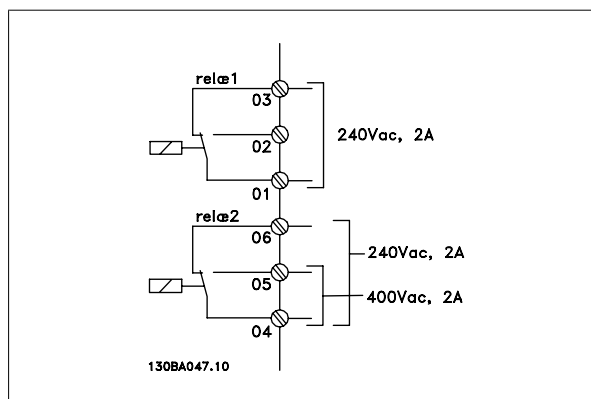 relæ1
03
02
240Vac, 2A
01
relæ2
06
240Vac, 2A
05
400Vac, 2A
04
130BA047.10